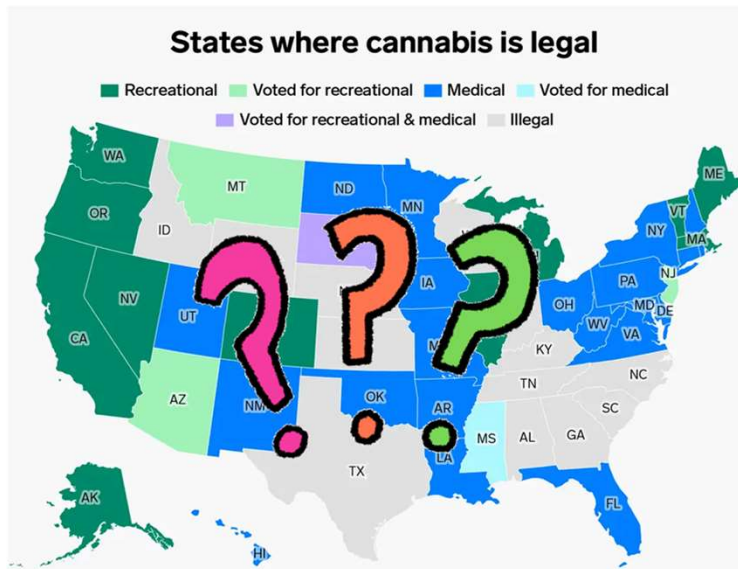 States where cannabis is legal
Recreational Voted for recreational Medical Voted for medical
Voted for recreational & medical Illegal
WA
ME
MT
ND
VT
MN
OR
ID
NY
MA
IA
PA
NJ
NV
OH
MD
DE
UT
WV
CA
VA
KY
NC
TN
AZ
NM
OK
AR
SC
MS
AL
GA
LA
TX
AK
FL
HI
? ? ?